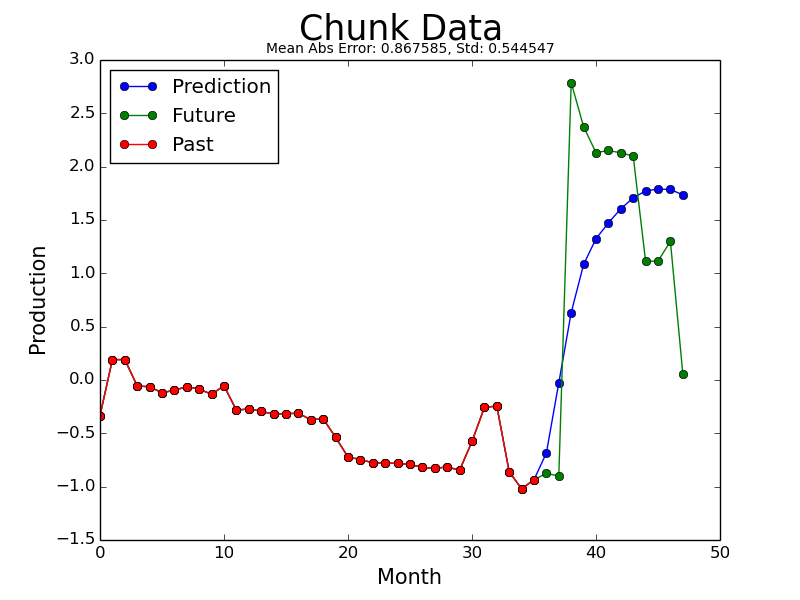 Chunk Data
Mean Abs Error: 0.867585, Std: 0.544547
3.0
2.5
2.0
1.5
1.0
0.5
0.0
−0.5
−1.0
−1.5
Production
Prediction
Future
Past
0 10 20 30 40 50
Month